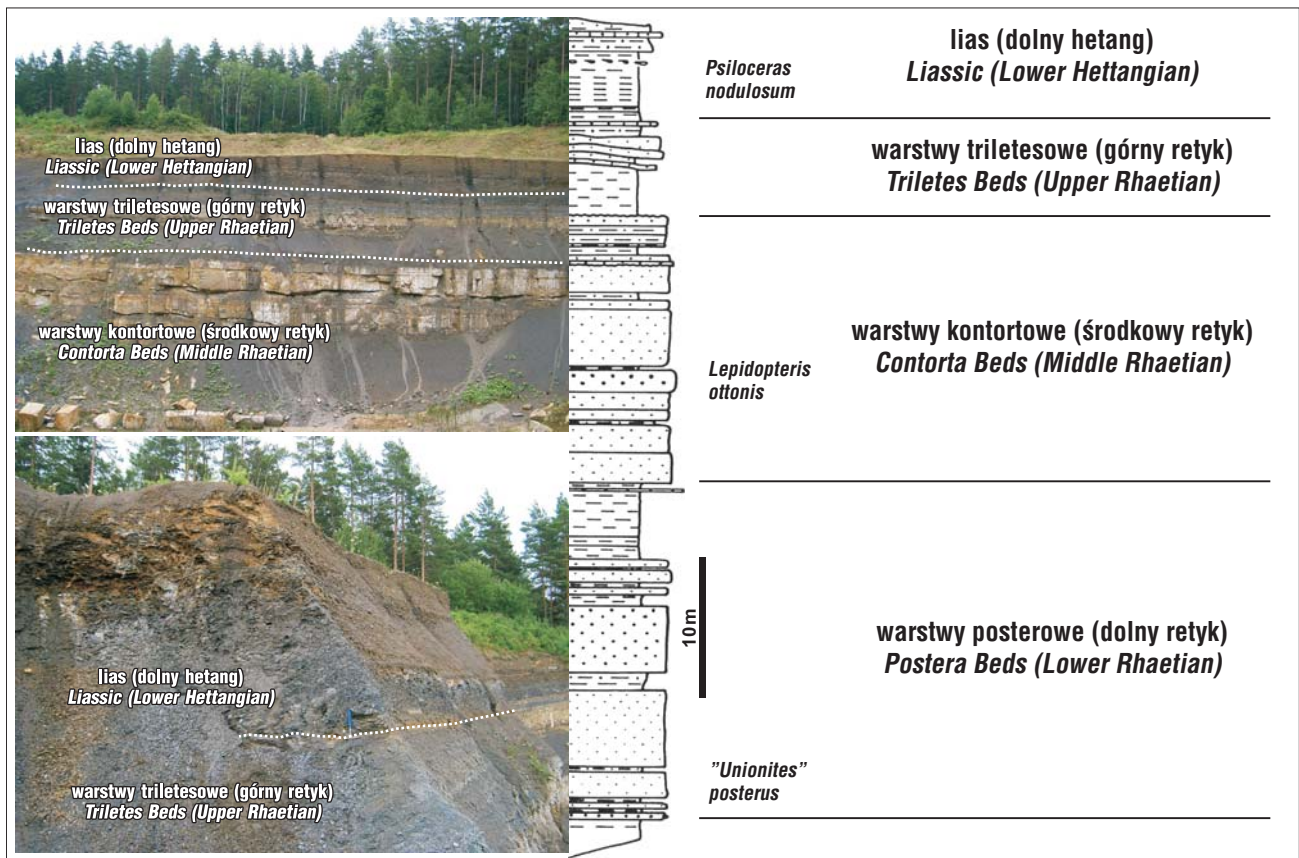 lias (dolny hetang)
Liassic (Lower Hettangian)
warstwy triletesowe (górny retyk)
Triletes Beds (Upper Rhaetian)
warstwy kontortowe (środkowy retyk)
Contorta Beds (Middle Rhaetian)
lias (dolny hetang)
Liassic (Lower Hettangian)
warstwy triletesowe (górny retyk)
Triletes Beds (Upper Rhaetian)
Psiloceras
nodulosum
Lepidopteris
ottonis
10m
"Unionites"
posterus
lias (dolny hetang)
Liassic (Lower Hettangian)
warstwy triletesowe (górny retyk)
Triletes Beds (Upper Rhaetian)
warstwy kontortowe (środkowy retyk)
Contorta Beds (Middle Rhaetian)
warstwy posterowe (dolny retyk)
Postera Beds (Lower Rhaetian)